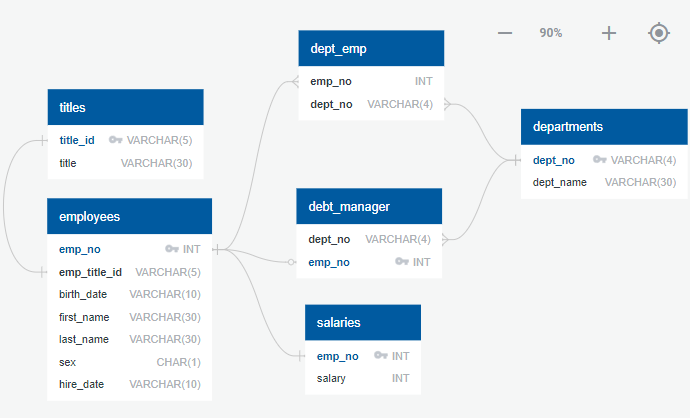 90%
dept_emp
emp_no INT
dept_no VARCHAR(4)
titles
title_id VARCHAR(5)
title VARCHAR(30)
departments
dept_no VARCHAR(4)
dept_name VARCHAR(30)
employees
emp_no INT
emp_title_id VARCHAR(5)
birth_date VARCHAR(10)
first_name VARCHAR(30)
last_name VARCHAR(30)
sex CHAR(1)
hire_date VARCHAR(10)
debt_manager
dept_no VARCHAR(4)
emp_no INT
salaries
emp_no INT
salary INT